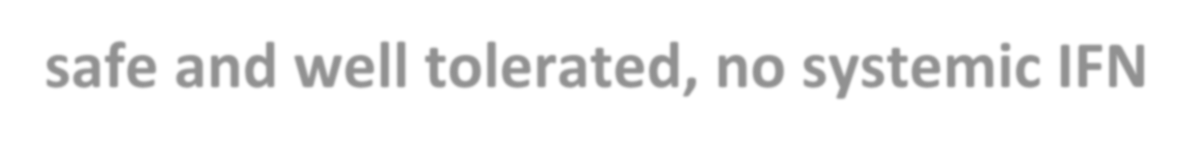 safe and well tolerated, no systemic IFN